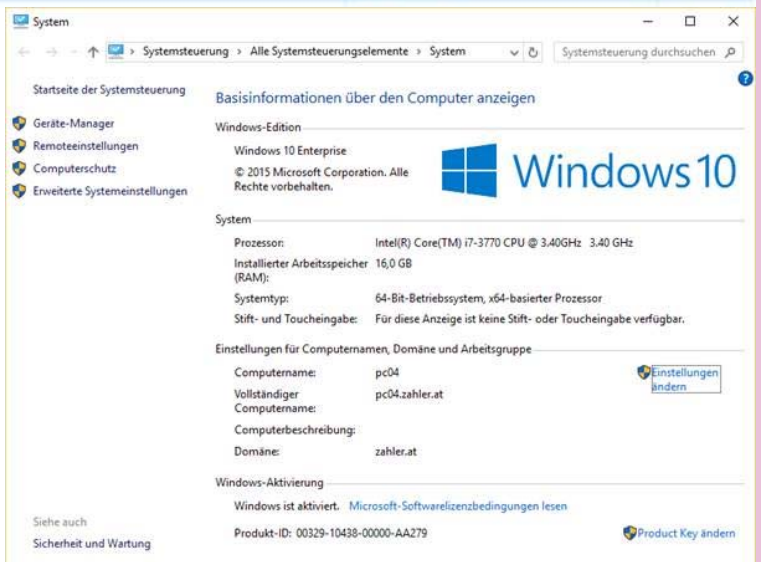 System
Systemsteuerung › Alle Systemsteuerungselemente › System
Systemsteuerung durchsuchen
Startseite der Systemsteuerung
Geräte-Manager
Remoteeinstellungen
Computerschutz
Erweiterte Systemeinstellungen
Basisinformationen über den Computer anzeigen
Windows-Edition
Windows 10 Enterprise
© 2015 Microsoft Corporation. Alle
Rechte vorbehalten.
Windows 10
System
Prozessor: Intel(R) Core(TM) i7-3770 CPU @ 3.40GHz 3.40 GHz
Installierter Arbeitsspeicher 16,0 GB
(RAM):
Systemtyp: 64-Bit-Betriebssystem, x64-basierter Prozessor
Stift- und Toucheingabe: Für diese Anzeige ist keine Stift- oder Toucheingabe verfügbar.
Einstellungen für Computernamen, Domäne und Arbeitsgruppe
Computername: pc04
Einstellungen
ändern
Vollständiger pc04.zahler.at
Computername:
Computerbeschreibung:
Domäne: zahler.at
Windows-Aktivierung
Windows ist aktiviert. Microsoft-Softwarelizenzbedingungen lesen
Produkt-ID: 00329-10438-00000-AA279
Product Key ändern
Siehe auch
Sicherheit und Wartung